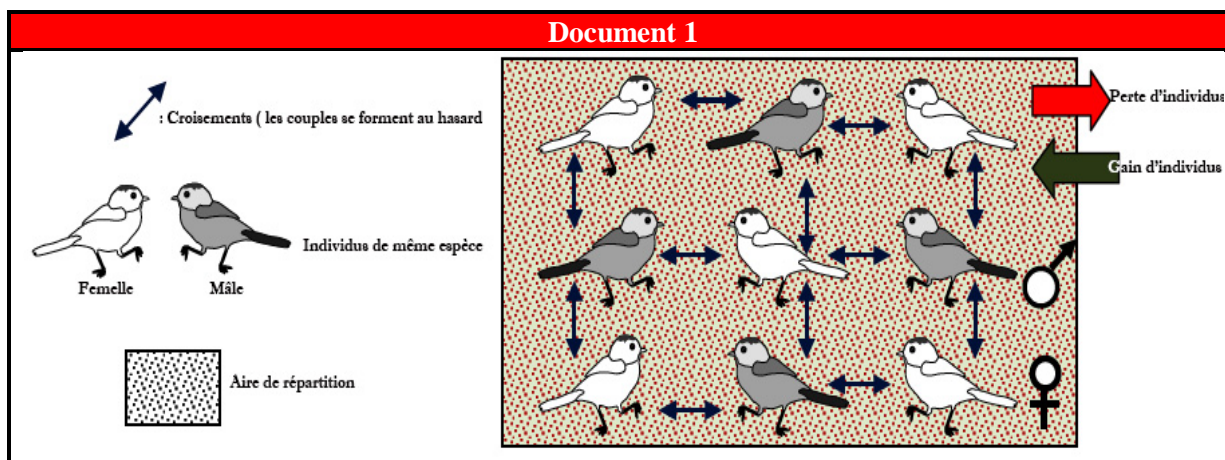 Document 1
: Croisements ( les couples se forment au hasard
Individus de même espèce
Femelle
Mâle
Aire de répartition
Perte d'individus
Gain d'individus